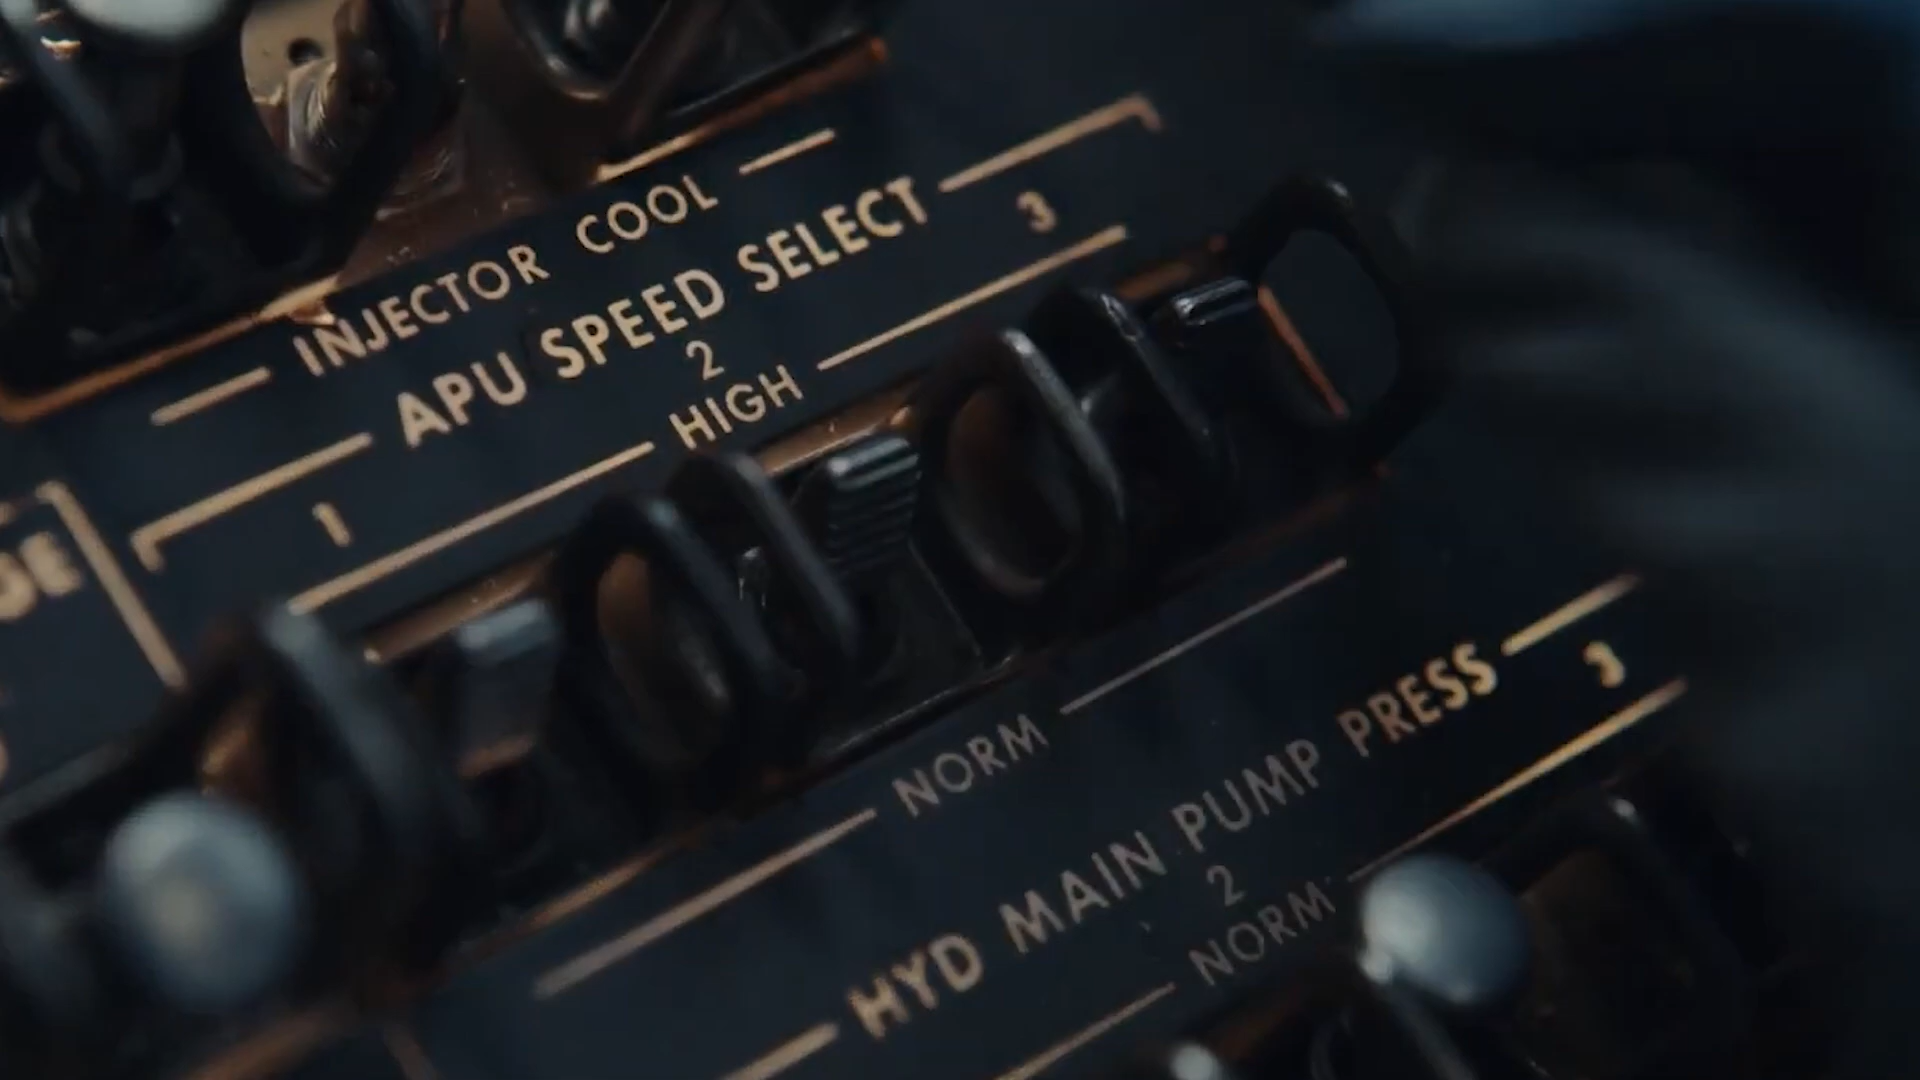 INJECTOR COOL
APU SPEED SELECT
1 2 3
HIGH
NORM
HYD MAIN PUMP PRESS
2 3
NORM